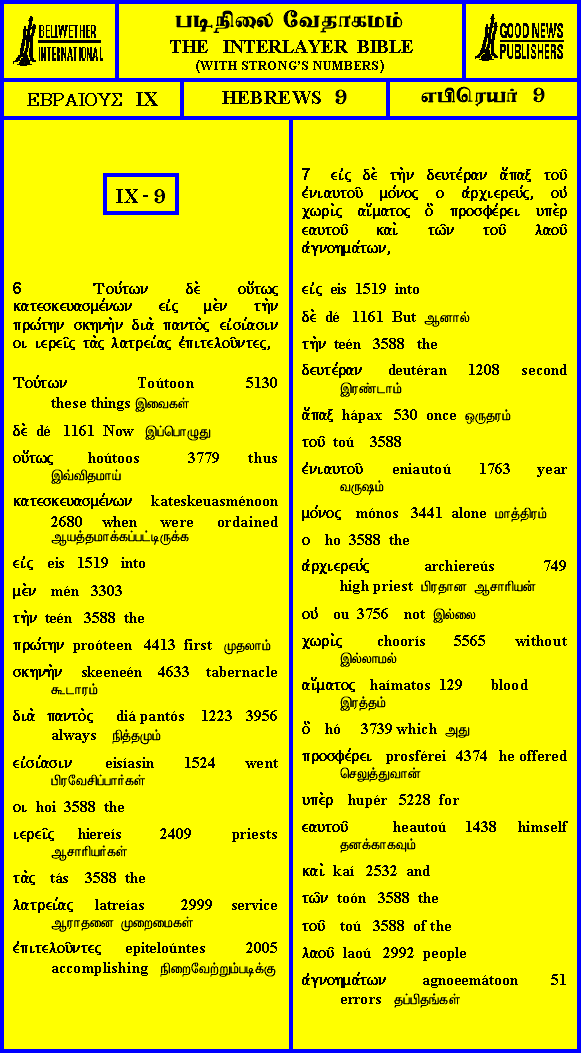 BELLWETHER
INTERNATIONAL
படிநிலை வேதாகமம்
THE INTERLAYER BIBLE
(WITH STRONG'S NUMBERS)
GOOD NEWS
PUBLISHERS
ΕΒΡΑΙΟΥΣ IX
HEBREWS 9
எபிரெயர் 9
IX - 9
6 Τούτων δὲ οὕτως
κατεσκευασμένων εἰς μὲν τὴν
πρώτην σκηνὴν διὰ παντὸς εἰσίασιν
οι ιερεῖς τὰς λατρείας ἐπιτελοῦντες,
Τούτων Toútoon 5130
these things இவைகள்
δὲ dé 1161 Now இப்பொழுது
οὕτως hoútoos 3779 thus
இவ்விதமாய்
κατεσκευασμένων kateskeuasménoon
2680 when were ordained
ஆயத்தமாக்கப்பட்டிருக்க
εἰς eis 1519 into
μὲν mén 3303
τὴν teén 3588 the
πρώτην proóteen 4413 first முதலாம்
σκηνὴν skeeneén 4633 tabernacle
கூடாரம்
διὰ παντὸς diá pantós 1223 3956
always நித்தமும்
εἰσίασιν eisíasin 1524 went
பிரவேசிப்பார்கள்
οι hoi 3588 the
ιερεῖς hiereís 2409 priests
ஆசாரியர்கள்
τὰς tás 3588 the
λατρείας latreías 2999 service
ஆராதனை முறைமைகள்
ἐπιτελοῦντες epiteloúntes 2005
accomplishing நிறைவேற்றும்படிக்கு
7 εἰς δὲ τὴν δευτέραν ἅπαξ τοῦ
ἐνιαυτοῦ μόνος ο ἀρχιερεύς, οὐ
χωρὶς αἵματος ὃ προσφέρει υπὲρ
εαυτοῦ καὶ τῶν τοῦ λαοῦ
ἀγνοημάτων,
εἰς eis 1519 into
δὲ dé 1161 But ஆனால்
τὴν teén 3588 the
δευτέραν deutéran 1208 second
இரண்டாம்
ἅπαξ hápax 530 once ஒருதரம்
τοῦ toú 3588
ἐνιαυτοῦ eniautoú 1763 year
வருஷம்
μόνος mónos 3441 alone மாத்திரம்
ο ho 3588 the
ἀρχιερεύς archiereús 749
high priest பிரதான ஆசாரியன்
οὐ ou 3756 not இல்லை
χωρὶς choorís 5565 without
இல்லாமல்
αἵματος haímatos 129 blood
இரத்தம்
ὃ hó 3739 which அது
προσφέρει prosférei 4374 he offered
செலுத்துவான்
υπὲρ hupér 5228 for
εαυτοῦ heautoú 1438 himself
தனக்காகவும்
καὶ kaí 2532 and
τῶν toón 3588 the
τοῦ toú 3588 of the
λαοῦ laoú 2992 people
ἀγνοημάτων agnoeemátoon 51
errors தப்பிதங்கள்